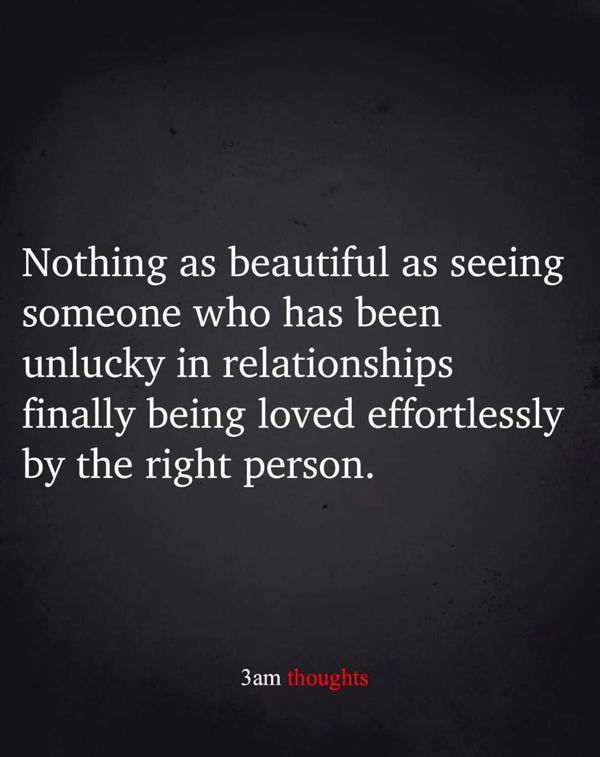 Nothing as beautiful as seeing
someone who has been
unlucky in relationships
finally being loved effortlessly
by the right person.
3am thoughts